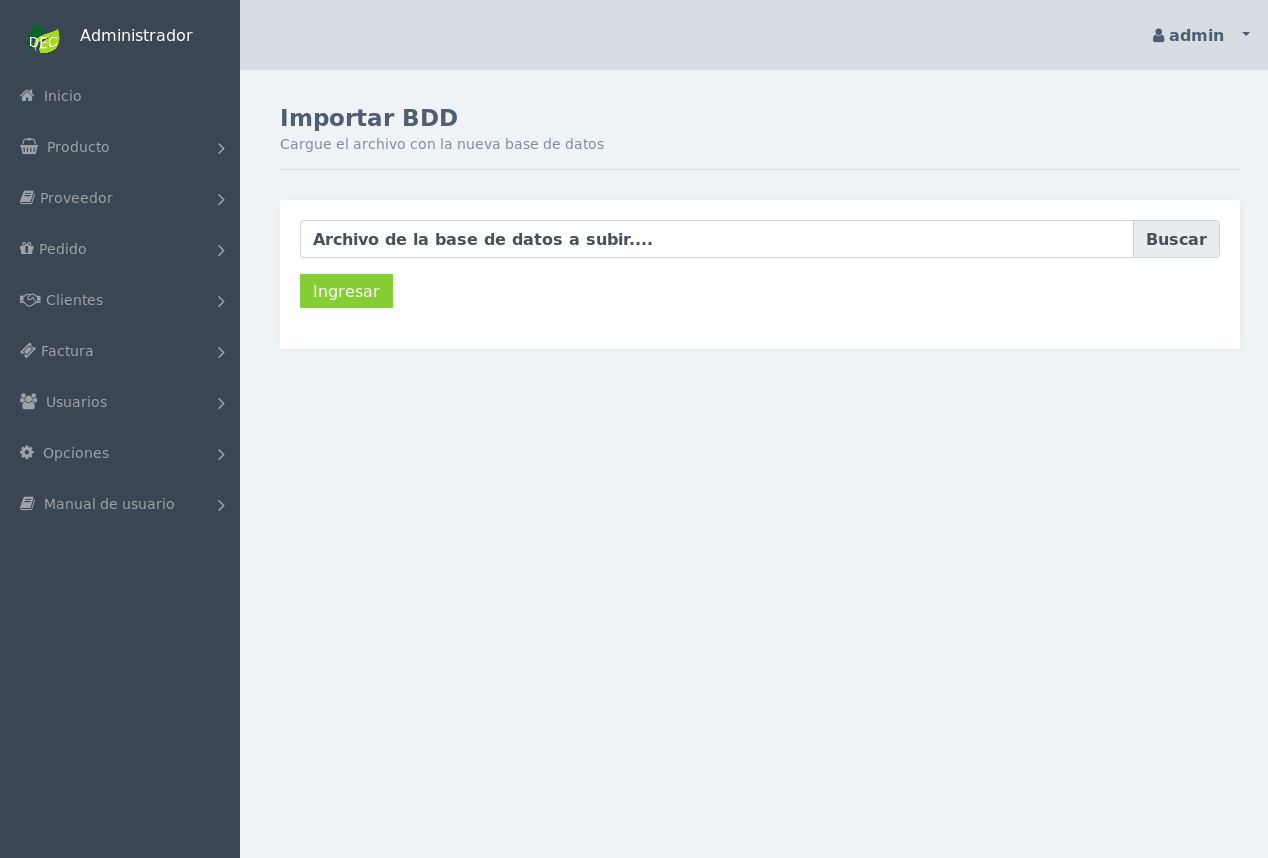 DEC
Administrador
admin
Inicio
Producto
Proveedor
Pedido
Clientes
Factura
Usuarios
Opciones
Manual de usuario
Importar BDD
Cargue el archivo con la nueva base de datos
Archivo de la base de datos a subir....
Buscar
Ingresar